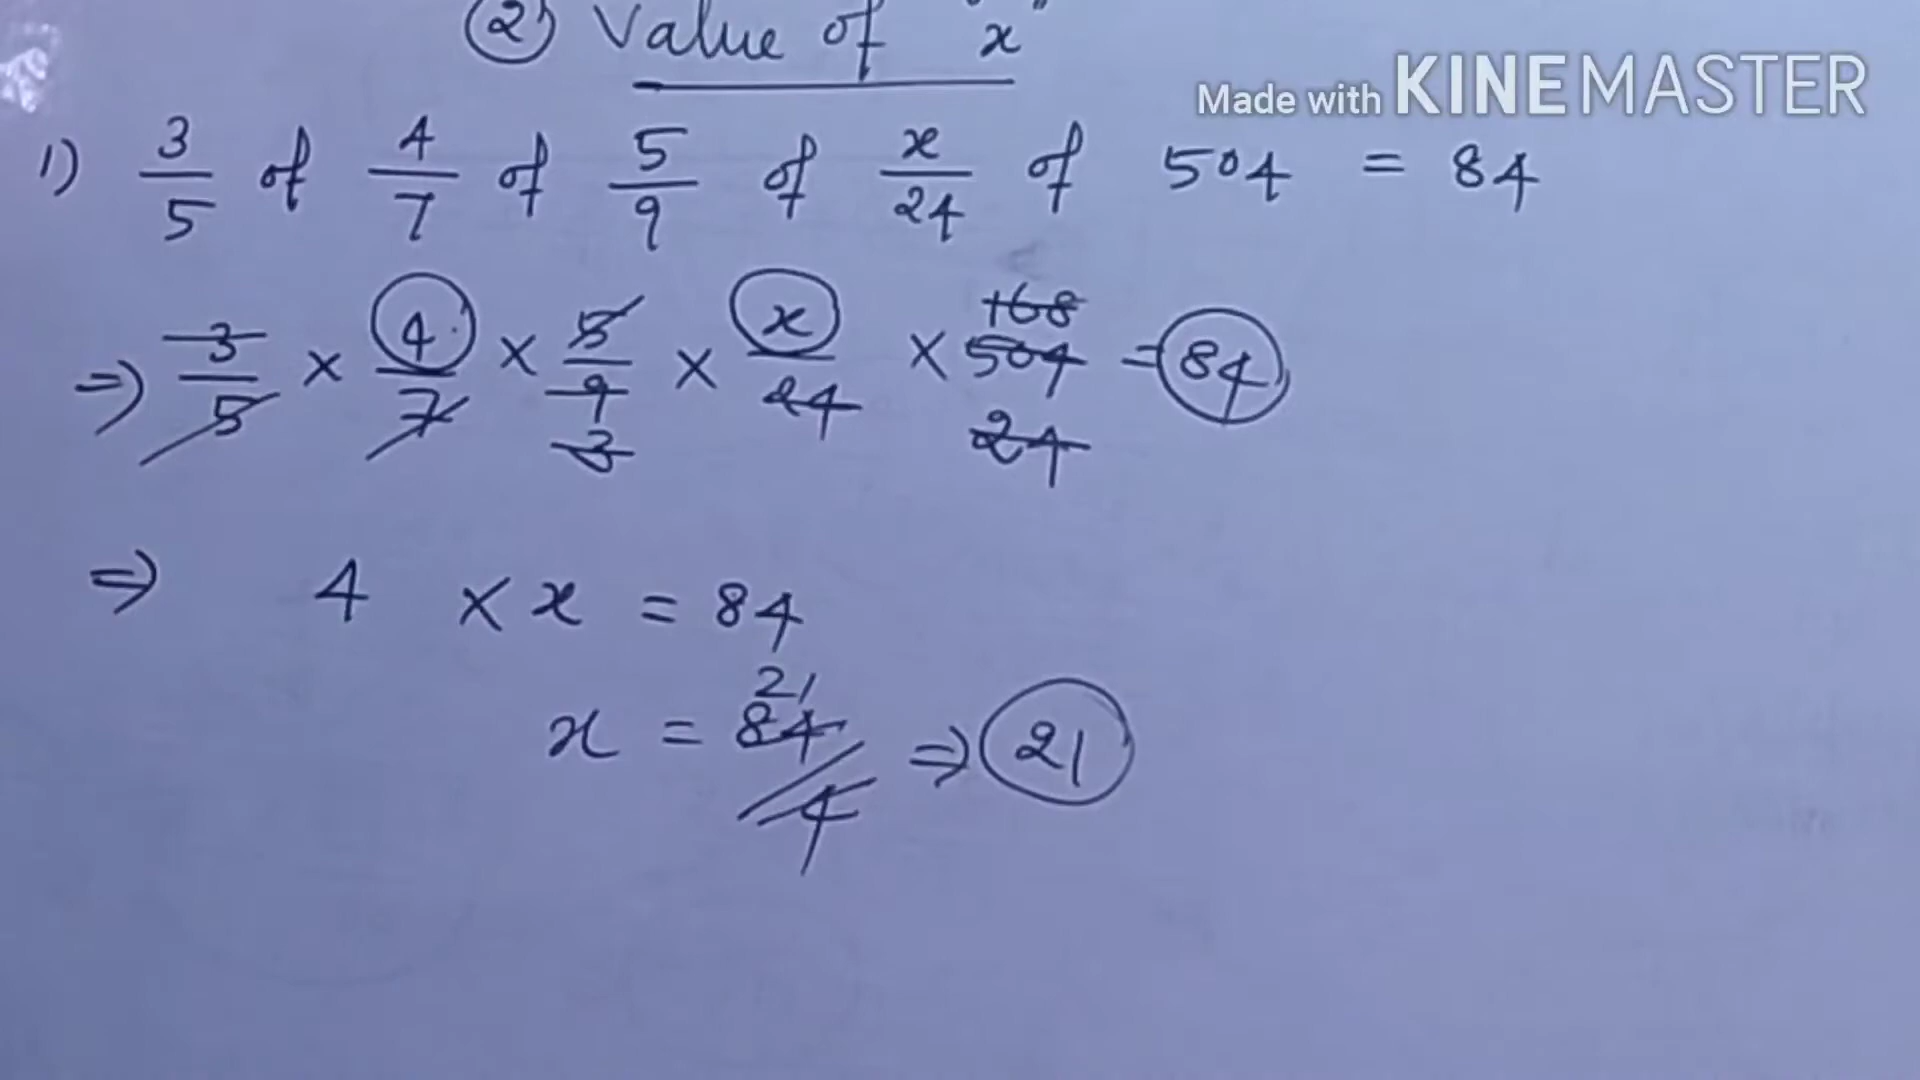 ② Value of "x"
Made with KINEMASTER
1) 3/5 of 4/7 of 5/9 of x/24 of 504 = 84
168
⇒) 3/5 × 4/7 × 5/9 × x/24 × 504 = 84
3 24
⇒ 4 × x = 84
21
x = 84/4 ⇒ 21